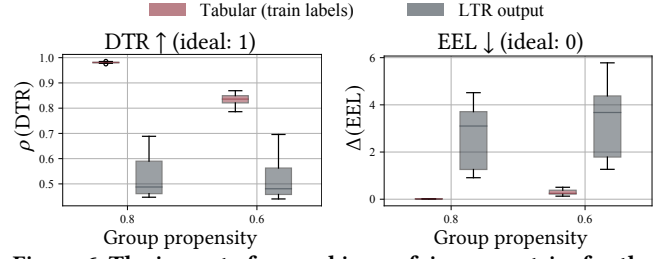 Tabular (train labels) LTR output
DTR ↑ (ideal: 1) EEL ↓ (ideal: 0)
1.0
0.9
0.8
0.7
0.6
0.5
ρ(DTR)
0.8 0.6
Group propensity
6
4
2
0
Δ(EEL)
0.8 0.6
Group propensity